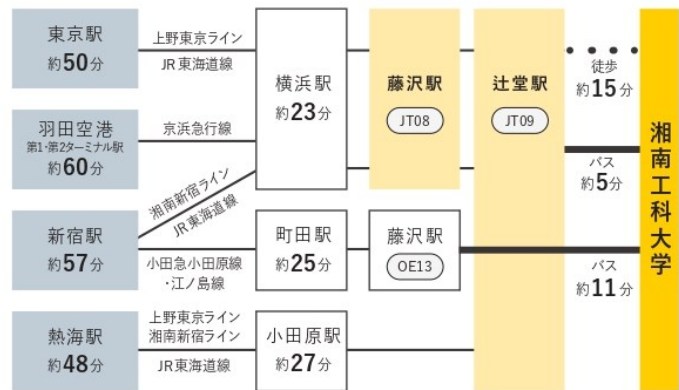 東京駅
約50分
上野東京ライン
JR東海道線
羽田空港
第1・第2ターミナル駅
約60分
京浜急行線
湘南新宿ライン
JR東海道線
横浜駅
約23分
藤沢駅
JT08
辻堂駅
JT09
徒歩
約15分
バス
約5分
新宿駅
約57分
小田急小田原線
・江ノ島線
町田駅
約25分
藤沢駅
OE13
バス
約11分
熱海駅
約48分
上野東京ライン
湘南新宿ライン
JR東海道線
小田原駅
約27分
湘南工科大学